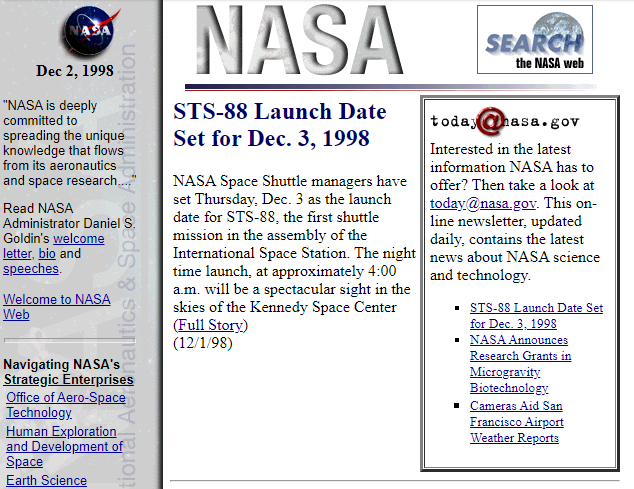 NASA
Dec 2, 1998
"NASA is deeply
committed to
spreading the unique
knowledge that flows
from its aeronautics
and space research...."
Read NASA
Administrator Daniel S.
Goldin's welcome
letter, bio and
speeches.
Welcome to NASA
Web
Navigating NASA's
Strategic Enterprises
Office of Aero-Space
Technology
Human Exploration
and Development of
Space
Earth Science
tional Aeronautics & Space Administration
NASA
NASA
SEARCH
the NASA web
STS-88 Launch Date
Set for Dec. 3, 1998
NASA Space Shuttle managers have
set Thursday, Dec. 3 as the launch
date for STS-88, the first shuttle
mission in the assembly of the
International Space Station. The night
time launch, at approximately 4:00
a.m. will be a spectacular sight in the
skies of the Kennedy Space Center
(Full Story)
(12/1/98)
today@nasa.gov
Interested in the latest
information NASA has to
offer? Then take a look at
today@nasa.gov. This on-
line newsletter, updated
daily, contains the latest
news about NASA science
and technology.
STS-88 Launch Date Set
for Dec. 3, 1998
NASA Announces
Research Grants in
Microgravity
Biotechnology
Cameras Aid San
Francisco Airport
Weather Reports